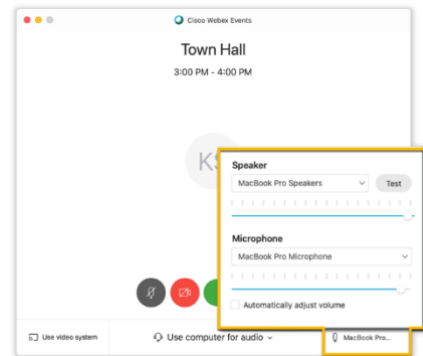 Cisco Webex Events
Town Hall
3:00 PM - 4:00 PM
KS
Speaker
MacBook Pro Speakers
Test
Microphone
MacBook Pro Microphone
Automatically adjust volume
Use video system
Use computer for audio
MacBook Pro...